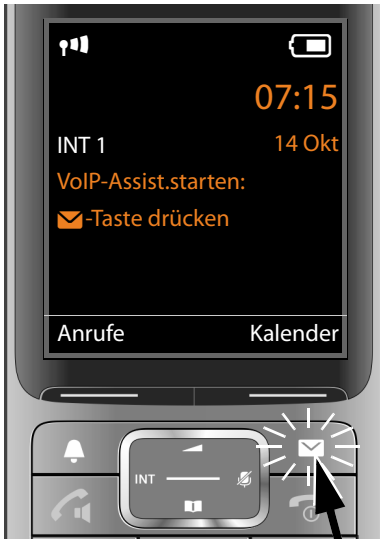 07:15
INT 1 14 Okt
VoIP-Assist.starten:
-Taste drücken
Anrufe Kalender
INT